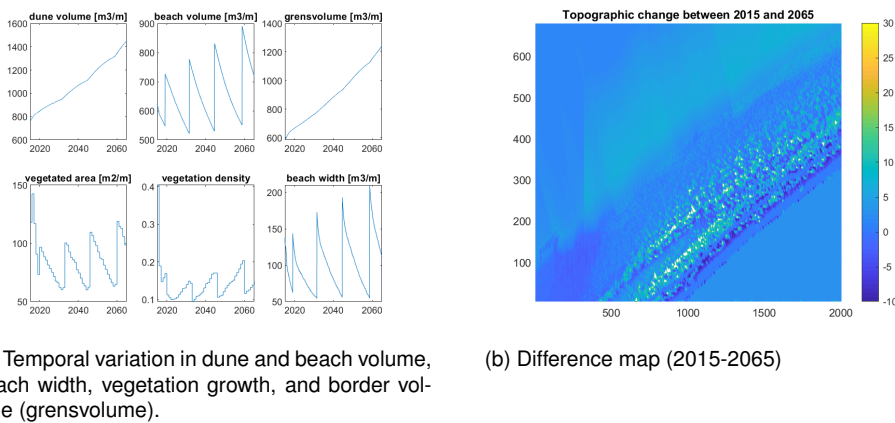 dune volume [m3/m]
1600
1400
1200
1000
800
600
2020 2040 2060
beach volume [m3/m]
900
800
700
600
500
2020 2040 2060
grensvolume [m3/m]
1400
1200
1000
800
600
2020 2040 2060
vegetated area [m2/m]
150
100
50
2020 2040 2060
vegetation density
0.4
0.3
0.2
0.1
2020 2040 2060
beach width [m3/m]
200
150
100
50
2020 2040 2060
Topographic change between 2015 and 2065
600
500
400
300
200
100
500 1000 1500 2000
30
25
20
15
10
5
0
-5
-10
Temporal variation in dune and beach volume,
ach width, vegetation growth, and border vol-
e (grensvolume).
(b) Difference map (2015-2065)